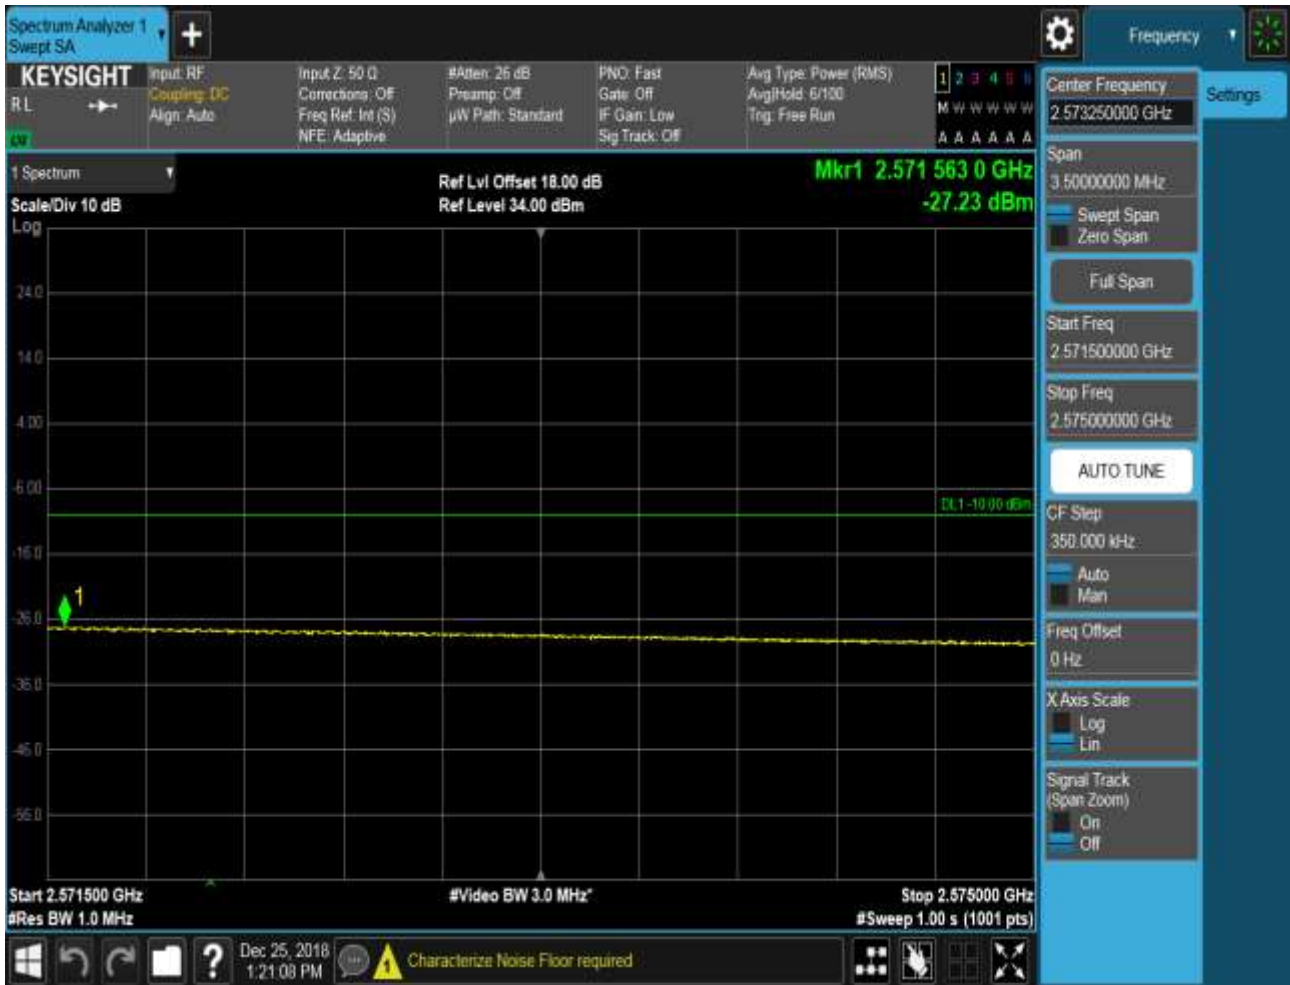 Spectrum Analyzer 1
Swept SA
+
Frequency
KEYSIGHT
RL
Input: RF
Coupling: DC
Align: Auto
Input Z: 50 Ω
Corrections: Off
Freq Ref: Int (S)
NFE: Adaptive
#Atten: 26 dB
Preamp: Off
µW Path: Standard
PNO: Fast
Gate: Off
IF Gain: Low
Sig Track: Off
Avg Type: Power (RMS)
Avg|Hold: 6/100
Trig: Free Run
1 2 3 4 5 6
M W W W W W
A A A A A A
1 Spectrum
Scale/Div 10 dB
Log
Ref Lvl Offset 18.00 dB
Ref Level 34.00 dBm
Mkr1 2.571 563 0 GHz
-27.23 dBm
24.0
14.0
4.00
-6.00
DL1 -10.00 dBm
-16.0
1
-26.0
-36.0
-46.0
-56.0
Start 2.571500 GHz
#Video BW 3.0 MHz*
Stop 2.575000 GHz
#Res BW 1.0 MHz
#Sweep 1.00 s (1001 pts)
Center Frequency
2.573250000 GHz
Settings
Span
3.50000000 MHz
Swept Span
Zero Span
Full Span
Start Freq
2.571500000 GHz
Stop Freq
2.575000000 GHz
AUTO TUNE
CF Step
350.000 kHz
Auto
Man
Freq Offset
0 Hz
X Axis Scale
Log
Lin
Signal Track
(Span Zoom)
On
Off
?
Dec 25, 2018
1:21:08 PM
1
Characterize Noise Floor required